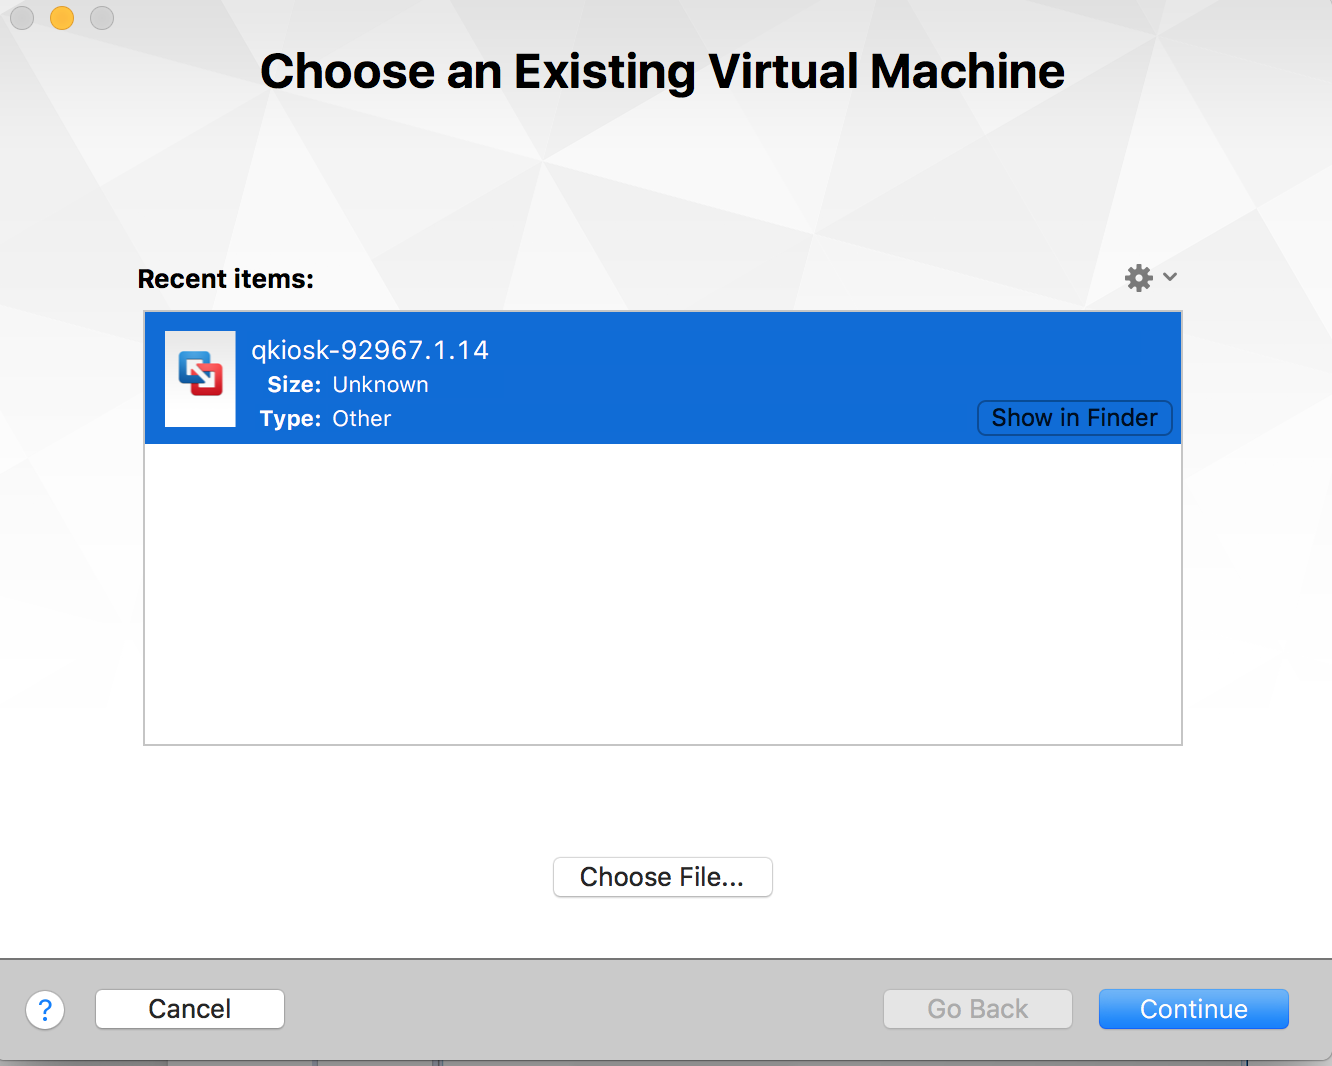 Choose an Existing Virtual Machine
Recent items:
qkiosk-92967.1.14
Size: Unknown
Type: Other
Show in Finder
Choose File...
?
Cancel
Go Back
Continue